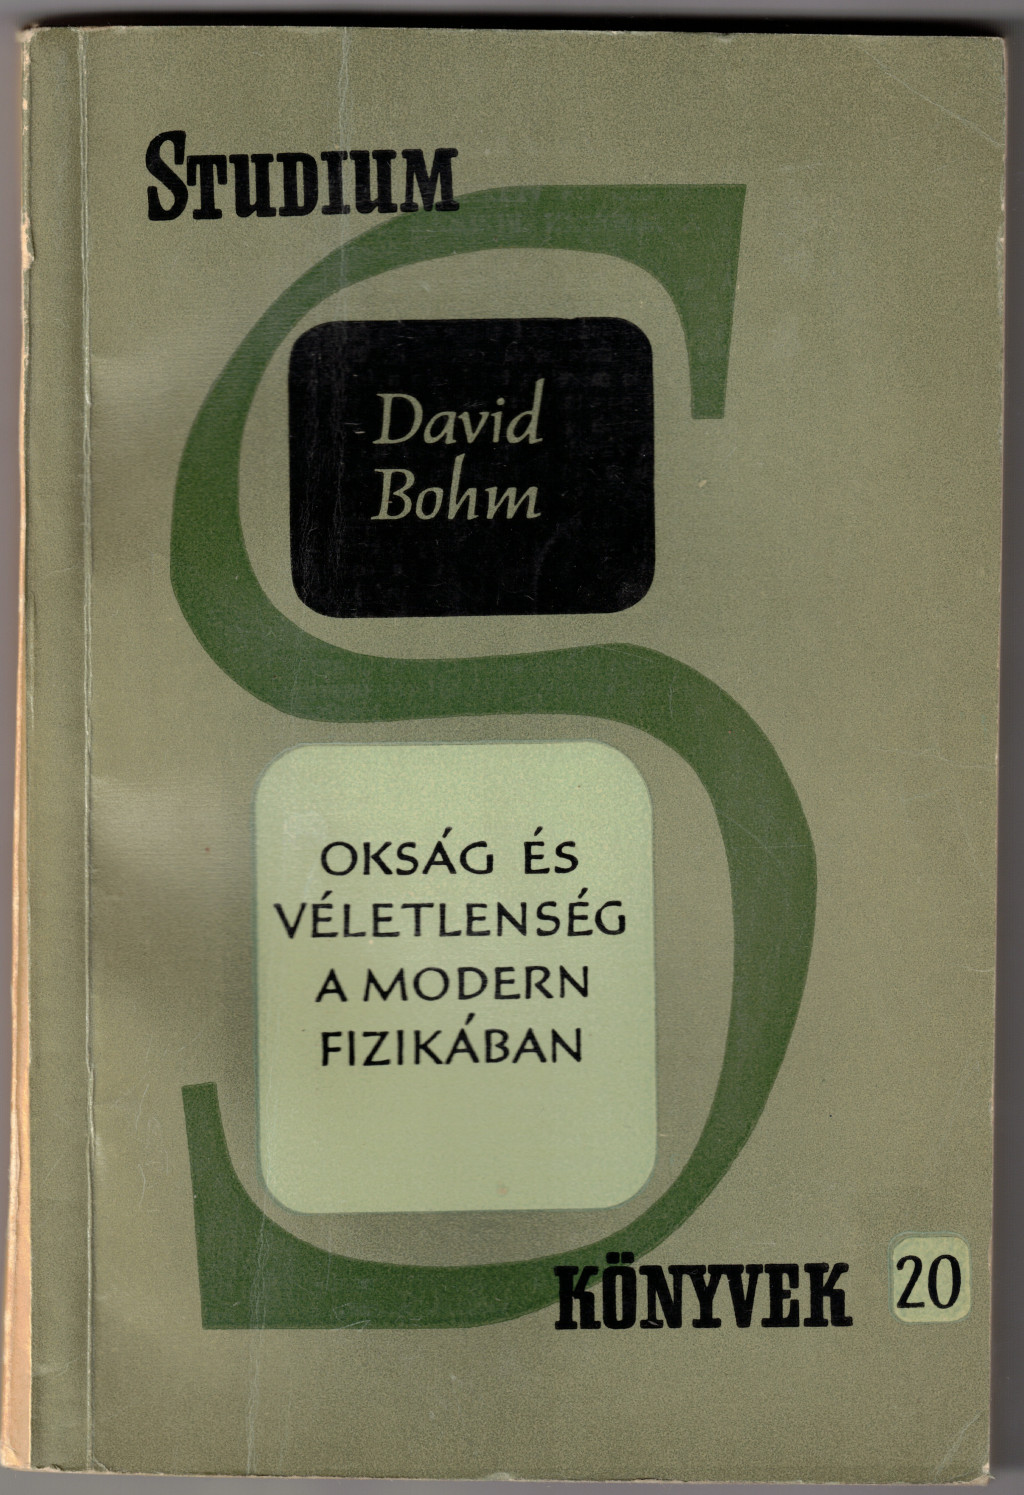 STUDIUM
David
Bohm
OKSÁG ÉS
VÉLETLENSÉG
A MODERN
FIZIKÁBAN
KÖNYVEK 20